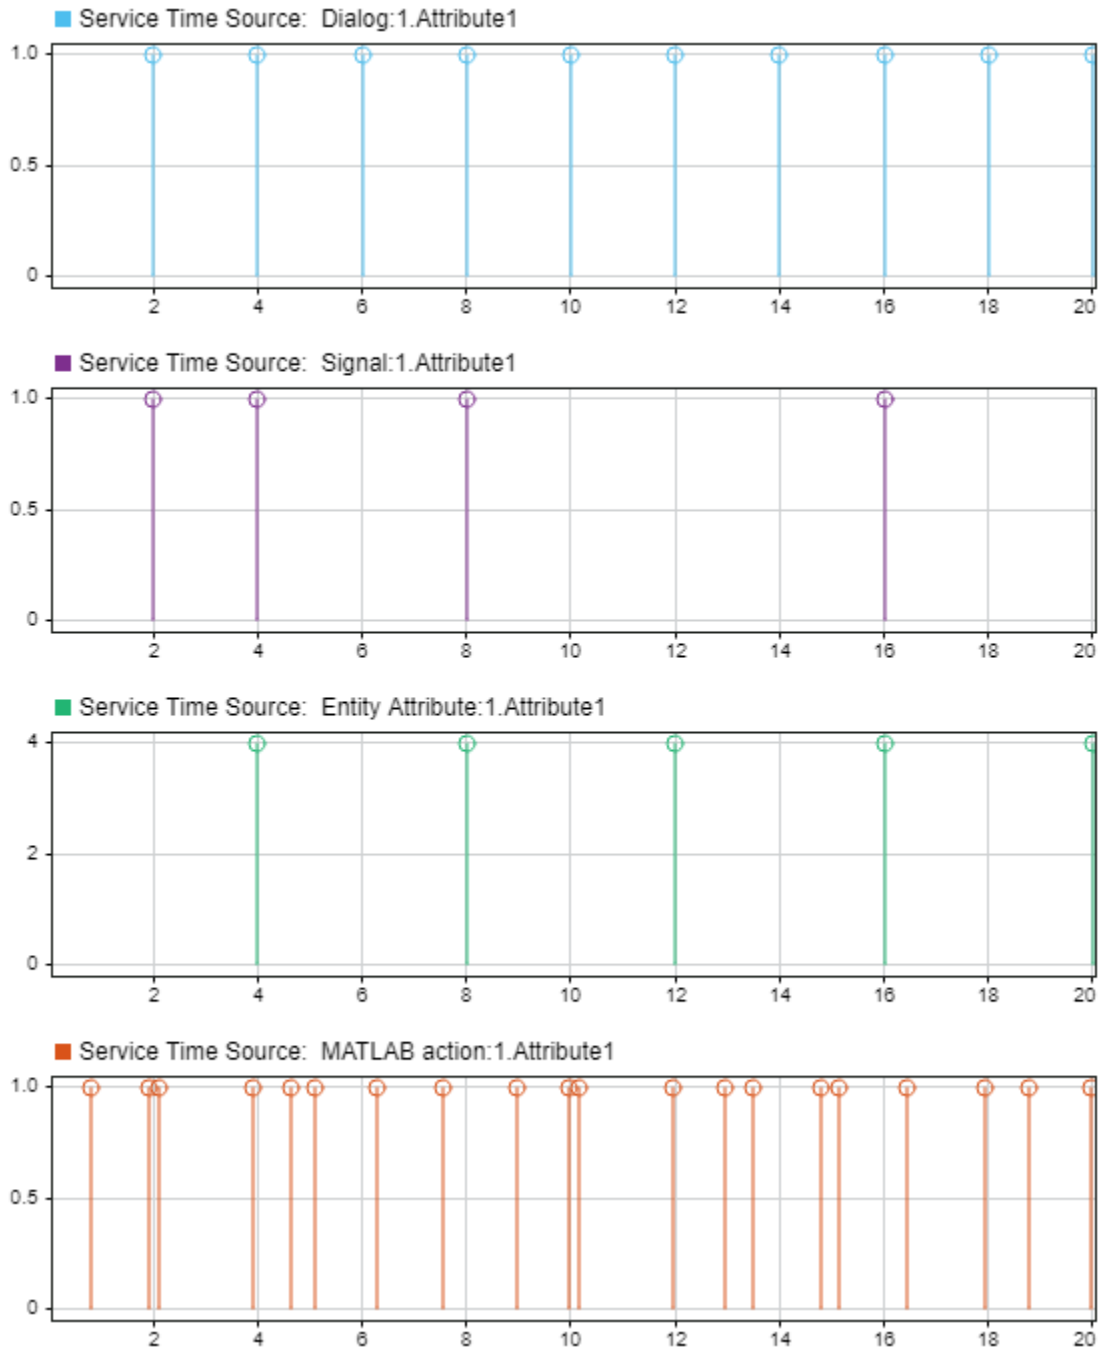 Service Time Source: Dialog:1.Attribute1
1.0
0.5
0
2 4 6 8 10 12 14 16 18 20
Service Time Source: Signal:1.Attribute1
1.0
0.5
0
2 4 6 8 10 12 14 16 18 20
Service Time Source: Entity Attribute:1.Attribute1
4
2
0
2 4 6 8 10 12 14 16 18 20
Service Time Source: MATLAB action:1.Attribute1
1.0
0.5
0
2 4 6 8 10 12 14 16 18 20